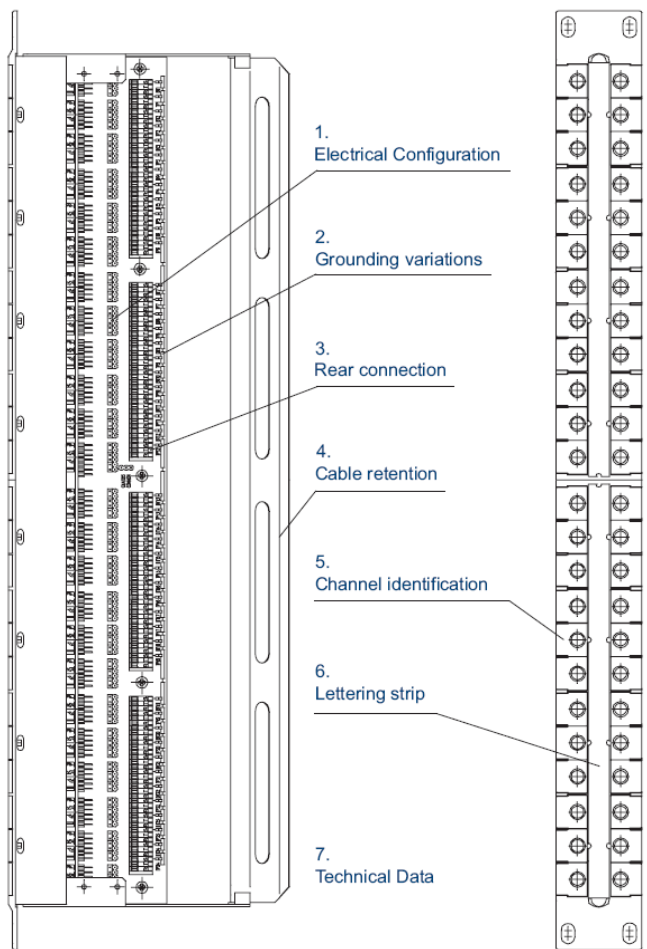 1.
Electrical Configuration
2.
Grounding variations
3.
Rear connection
4.
Cable retention
5.
Channel identification
6.
Lettering strip
7.
Technical Data